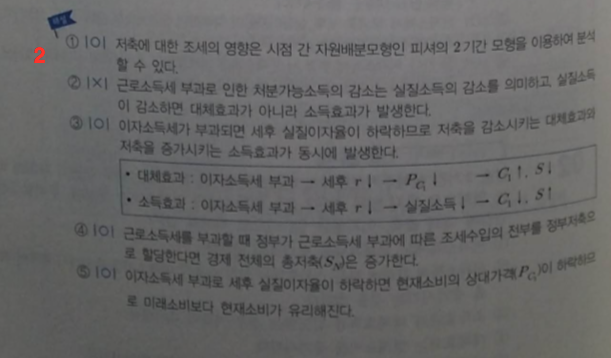 해설
2
① |○| 저축에 대한 조세의 영향은 시점 간 자원배분모형인 피셔의 2기간 모형을 이용하여 분석
할 수 있다.
② |×| 근로소득세 부과로 인한 처분가능소득의 감소는 실질소득의 감소를 의미하고, 실질소득
이 감소하면 대체효과가 아니라 소득효과가 발생한다.
③ |○| 이자소득세가 부과되면 세후 실질이자율이 하락하므로 저축을 감소시키는 대체효과와
저축을 증가시키는 소득효과가 동시에 발생한다.
• 대체효과 : 이자소득세 부과 → 세후 r↓ → P_{C₁}↓ → C₁↑, S↓
• 소득효과 : 이자소득세 부과 → 세후 r↓ → 실질소득↓ → C₁↓, S↑
④ |○| 근로소득세를 부과할 때 정부가 근로소득세 부과에 따른 조세수입의 전부를 정부저축으
로 할당한다면 경제 전체의 총저축(S_N)은 증가한다.
⑤ |○| 이자소득세 부과로 세후 실질이자율이 하락하면 현재소비의 상대가격(P_{C₁})이 하락하므
로 미래소비보다 현재소비가 유리해진다.